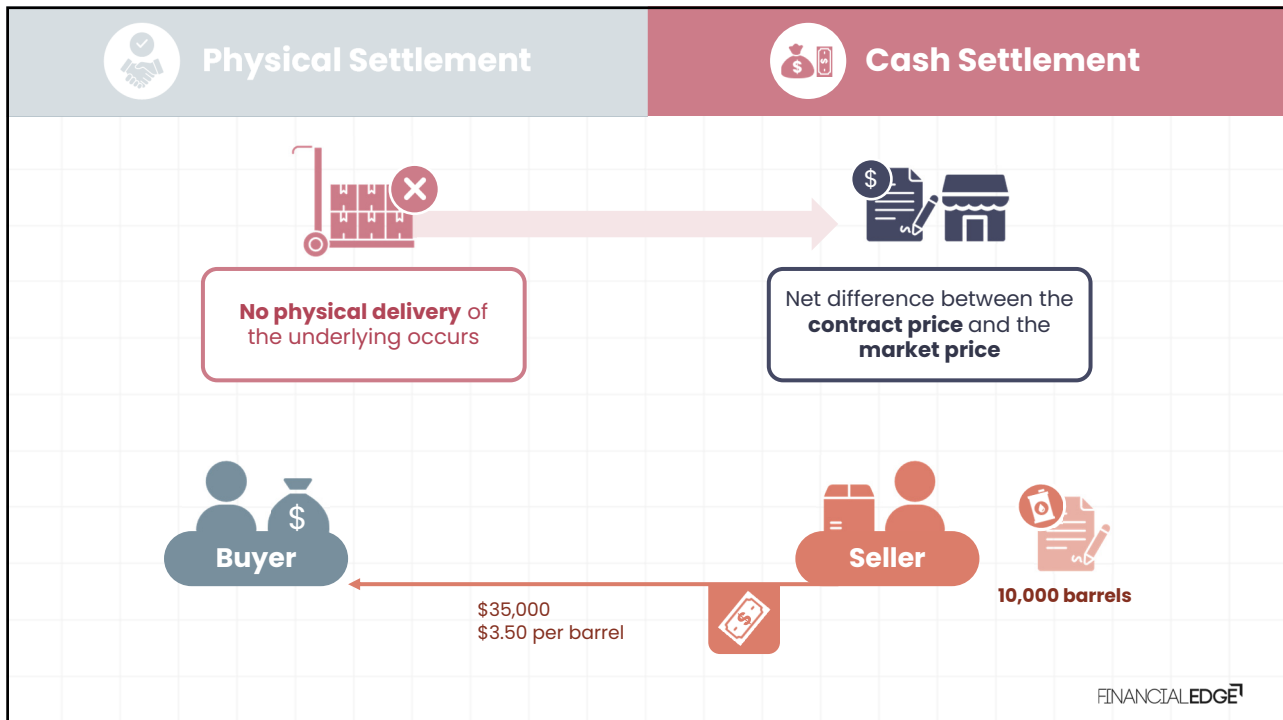 Physical Settlement
Cash Settlement
$
$
$
No physical delivery of
the underlying occurs
Net difference between the
contract price and the
market price
$
Buyer
Seller
10,000 barrels
$35,000
$3.50 per barrel
$
FINANCIALEDGE